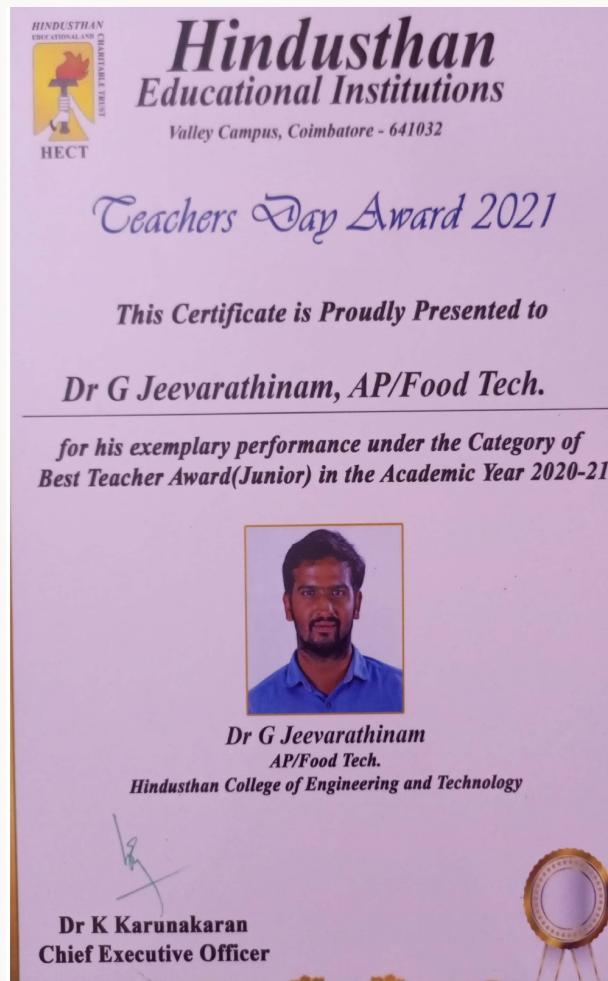 HINDUSTHAN
EDUCATIONAL AND
CHARITABLE TRUST
HECT
Hindusthan
Educational Institutions
Valley Campus, Coimbatore - 641032
Teachers Day Award 2021
This Certificate is Proudly Presented to
Dr G Jeevarathinam, AP/Food Tech.
for his exemplary performance under the Category of
Best Teacher Award(Junior) in the Academic Year 2020-21
Dr G Jeevarathinam
AP/Food Tech.
Hindusthan College of Engineering and Technology
Dr K Karunakaran
Chief Executive Officer